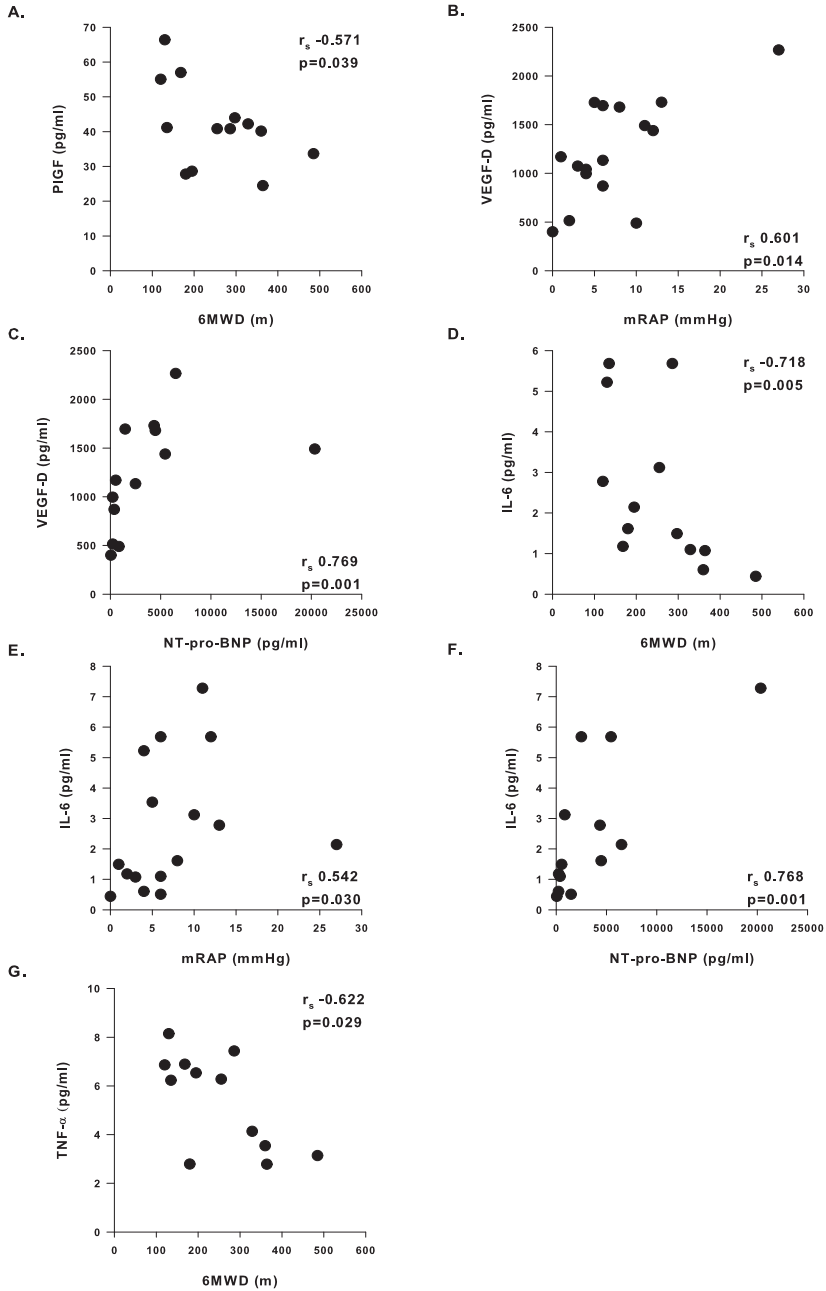 A.
r_s -0.571
p=0.039
PlGF (pg/ml)
70
60
50
40
30
20
10
0
0 100 200 300 400 500 600
6MWD (m)
B.
VEGF-D (pg/ml)
2500
2000
1500
1000
500
0
r_s 0.601
p=0.014
0 5 10 15 20 25 30
mRAP (mmHg)
C.
VEGF-D (pg/ml)
2500
2000
1500
1000
500
0
r_s 0.769
p=0.001
0 5000 10000 15000 20000 25000
NT-pro-BNP (pg/ml)
D.
r_s -0.718
p=0.005
IL-6 (pg/ml)
6
5
4
3
2
1
0
0 100 200 300 400 500 600
6MWD (m)
E.
IL-6 (pg/ml)
8
7
6
5
4
3
2
1
0
r_s 0.542
p=0.030
0 5 10 15 20 25 30
mRAP (mmHg)
F.
IL-6 (pg/ml)
8
7
6
5
4
3
2
1
0
r_s 0.768
p=0.001
0 5000 10000 15000 20000 25000
NT-pro-BNP (pg/ml)
G.
r_s -0.622
p=0.029
TNF-α (pg/ml)
10
8
6
4
2
0
0 100 200 300 400 500 600
6MWD (m)